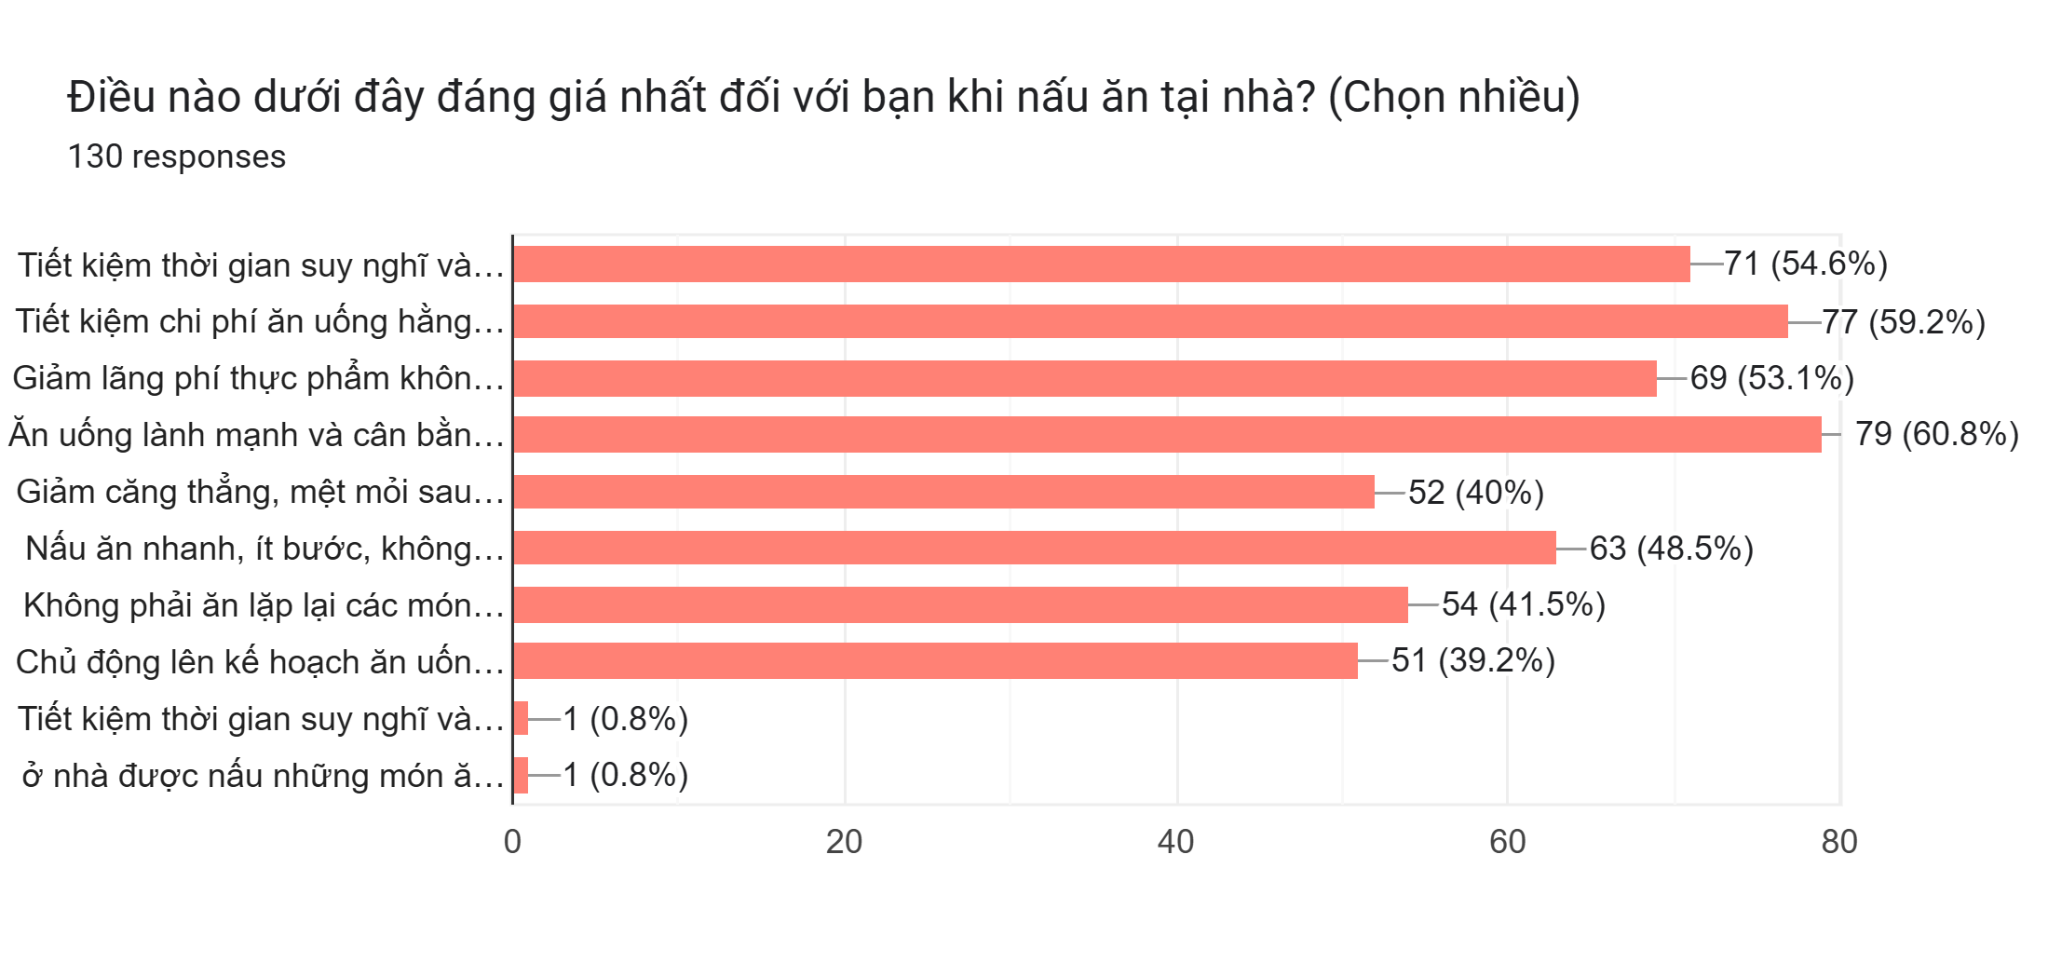 Điều nào dưới đây đáng giá nhất đối với bạn khi nấu ăn tại nhà? (Chọn nhiều)
130 responses
Tiết kiệm thời gian suy nghĩ và… 71 (54.6%)
Tiết kiệm chi phí ăn uống hằng… 77 (59.2%)
Giảm lãng phí thực phẩm khôn… 69 (53.1%)
Ăn uống lành mạnh và cân bằn… 79 (60.8%)
Giảm căng thẳng, mệt mỏi sau… 52 (40%)
Nấu ăn nhanh, ít bước, không… 63 (48.5%)
Không phải ăn lặp lại các món… 54 (41.5%)
Chủ động lên kế hoạch ăn uốn… 51 (39.2%)
Tiết kiệm thời gian suy nghĩ và… 1 (0.8%)
ở nhà được nấu những món ă… 1 (0.8%)
0 20 40 60 80